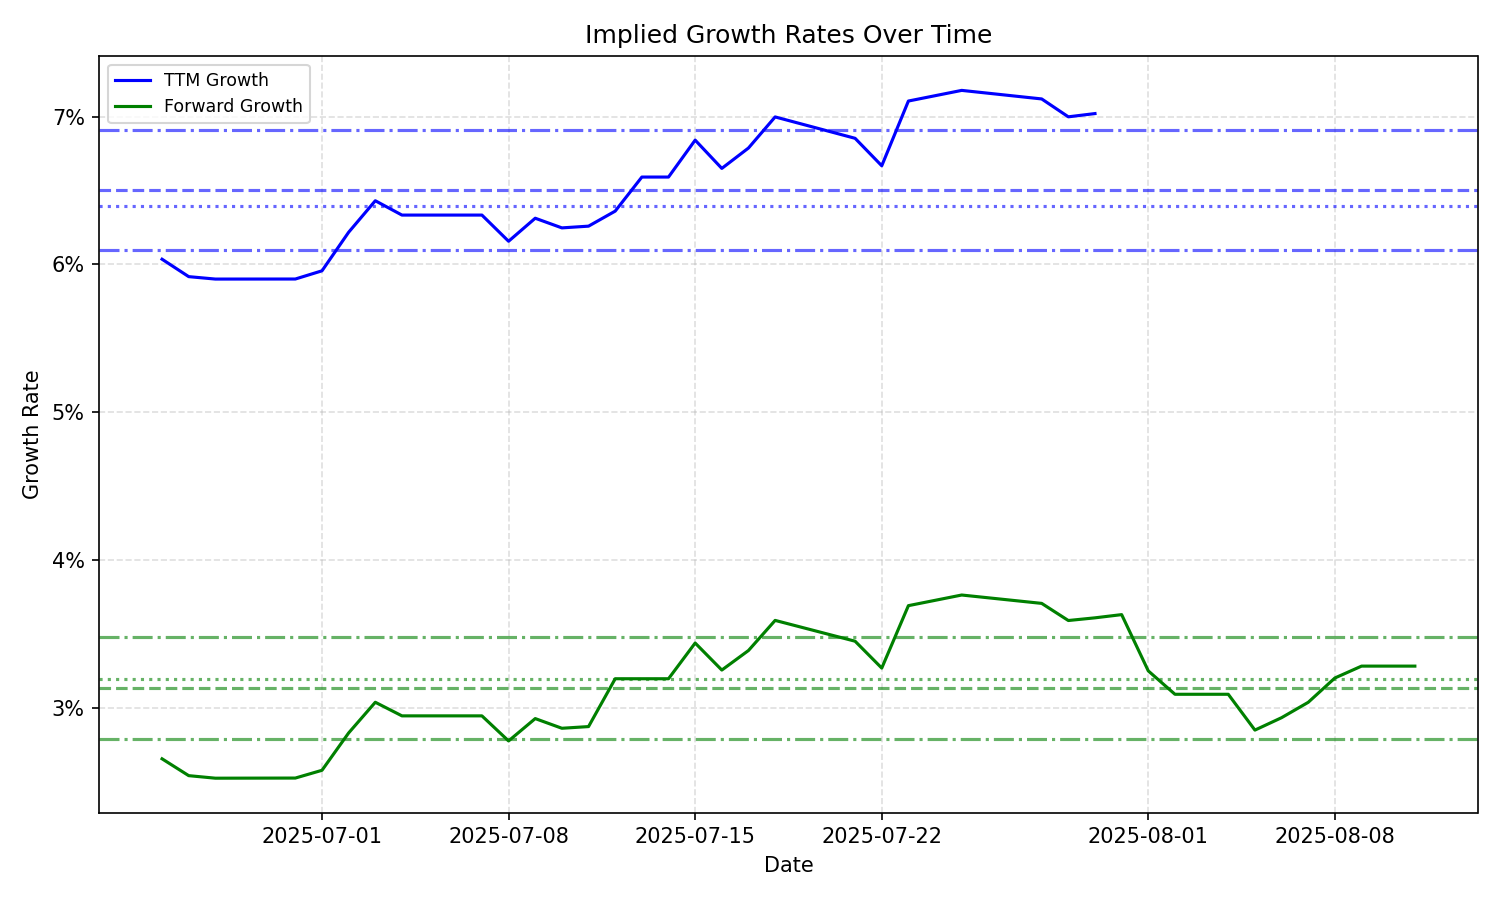 Implied Growth Rates Over Time
TTM Growth
Forward Growth
7%
6%
5%
4%
3%
Growth Rate
2025-07-01 2025-07-08 2025-07-15 2025-07-22 2025-08-01 2025-08-08
Date